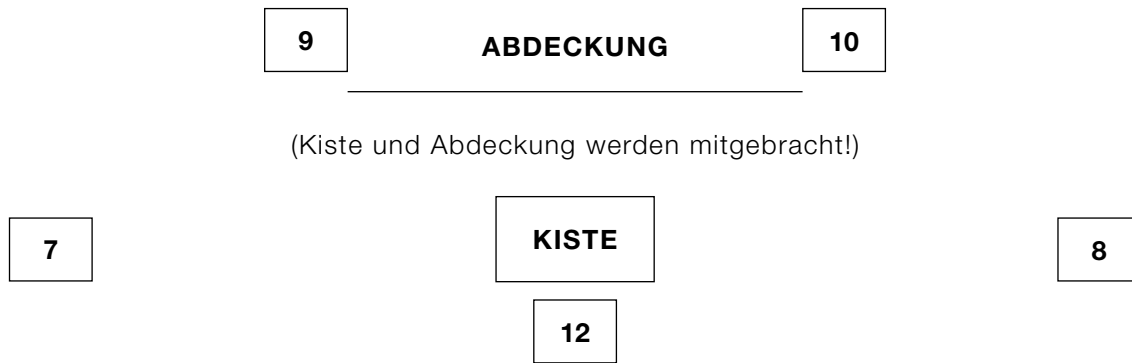 9 ABDECKUNG 10
(Kiste und Abdeckung werden mitgebracht!)
7 KISTE 8
12